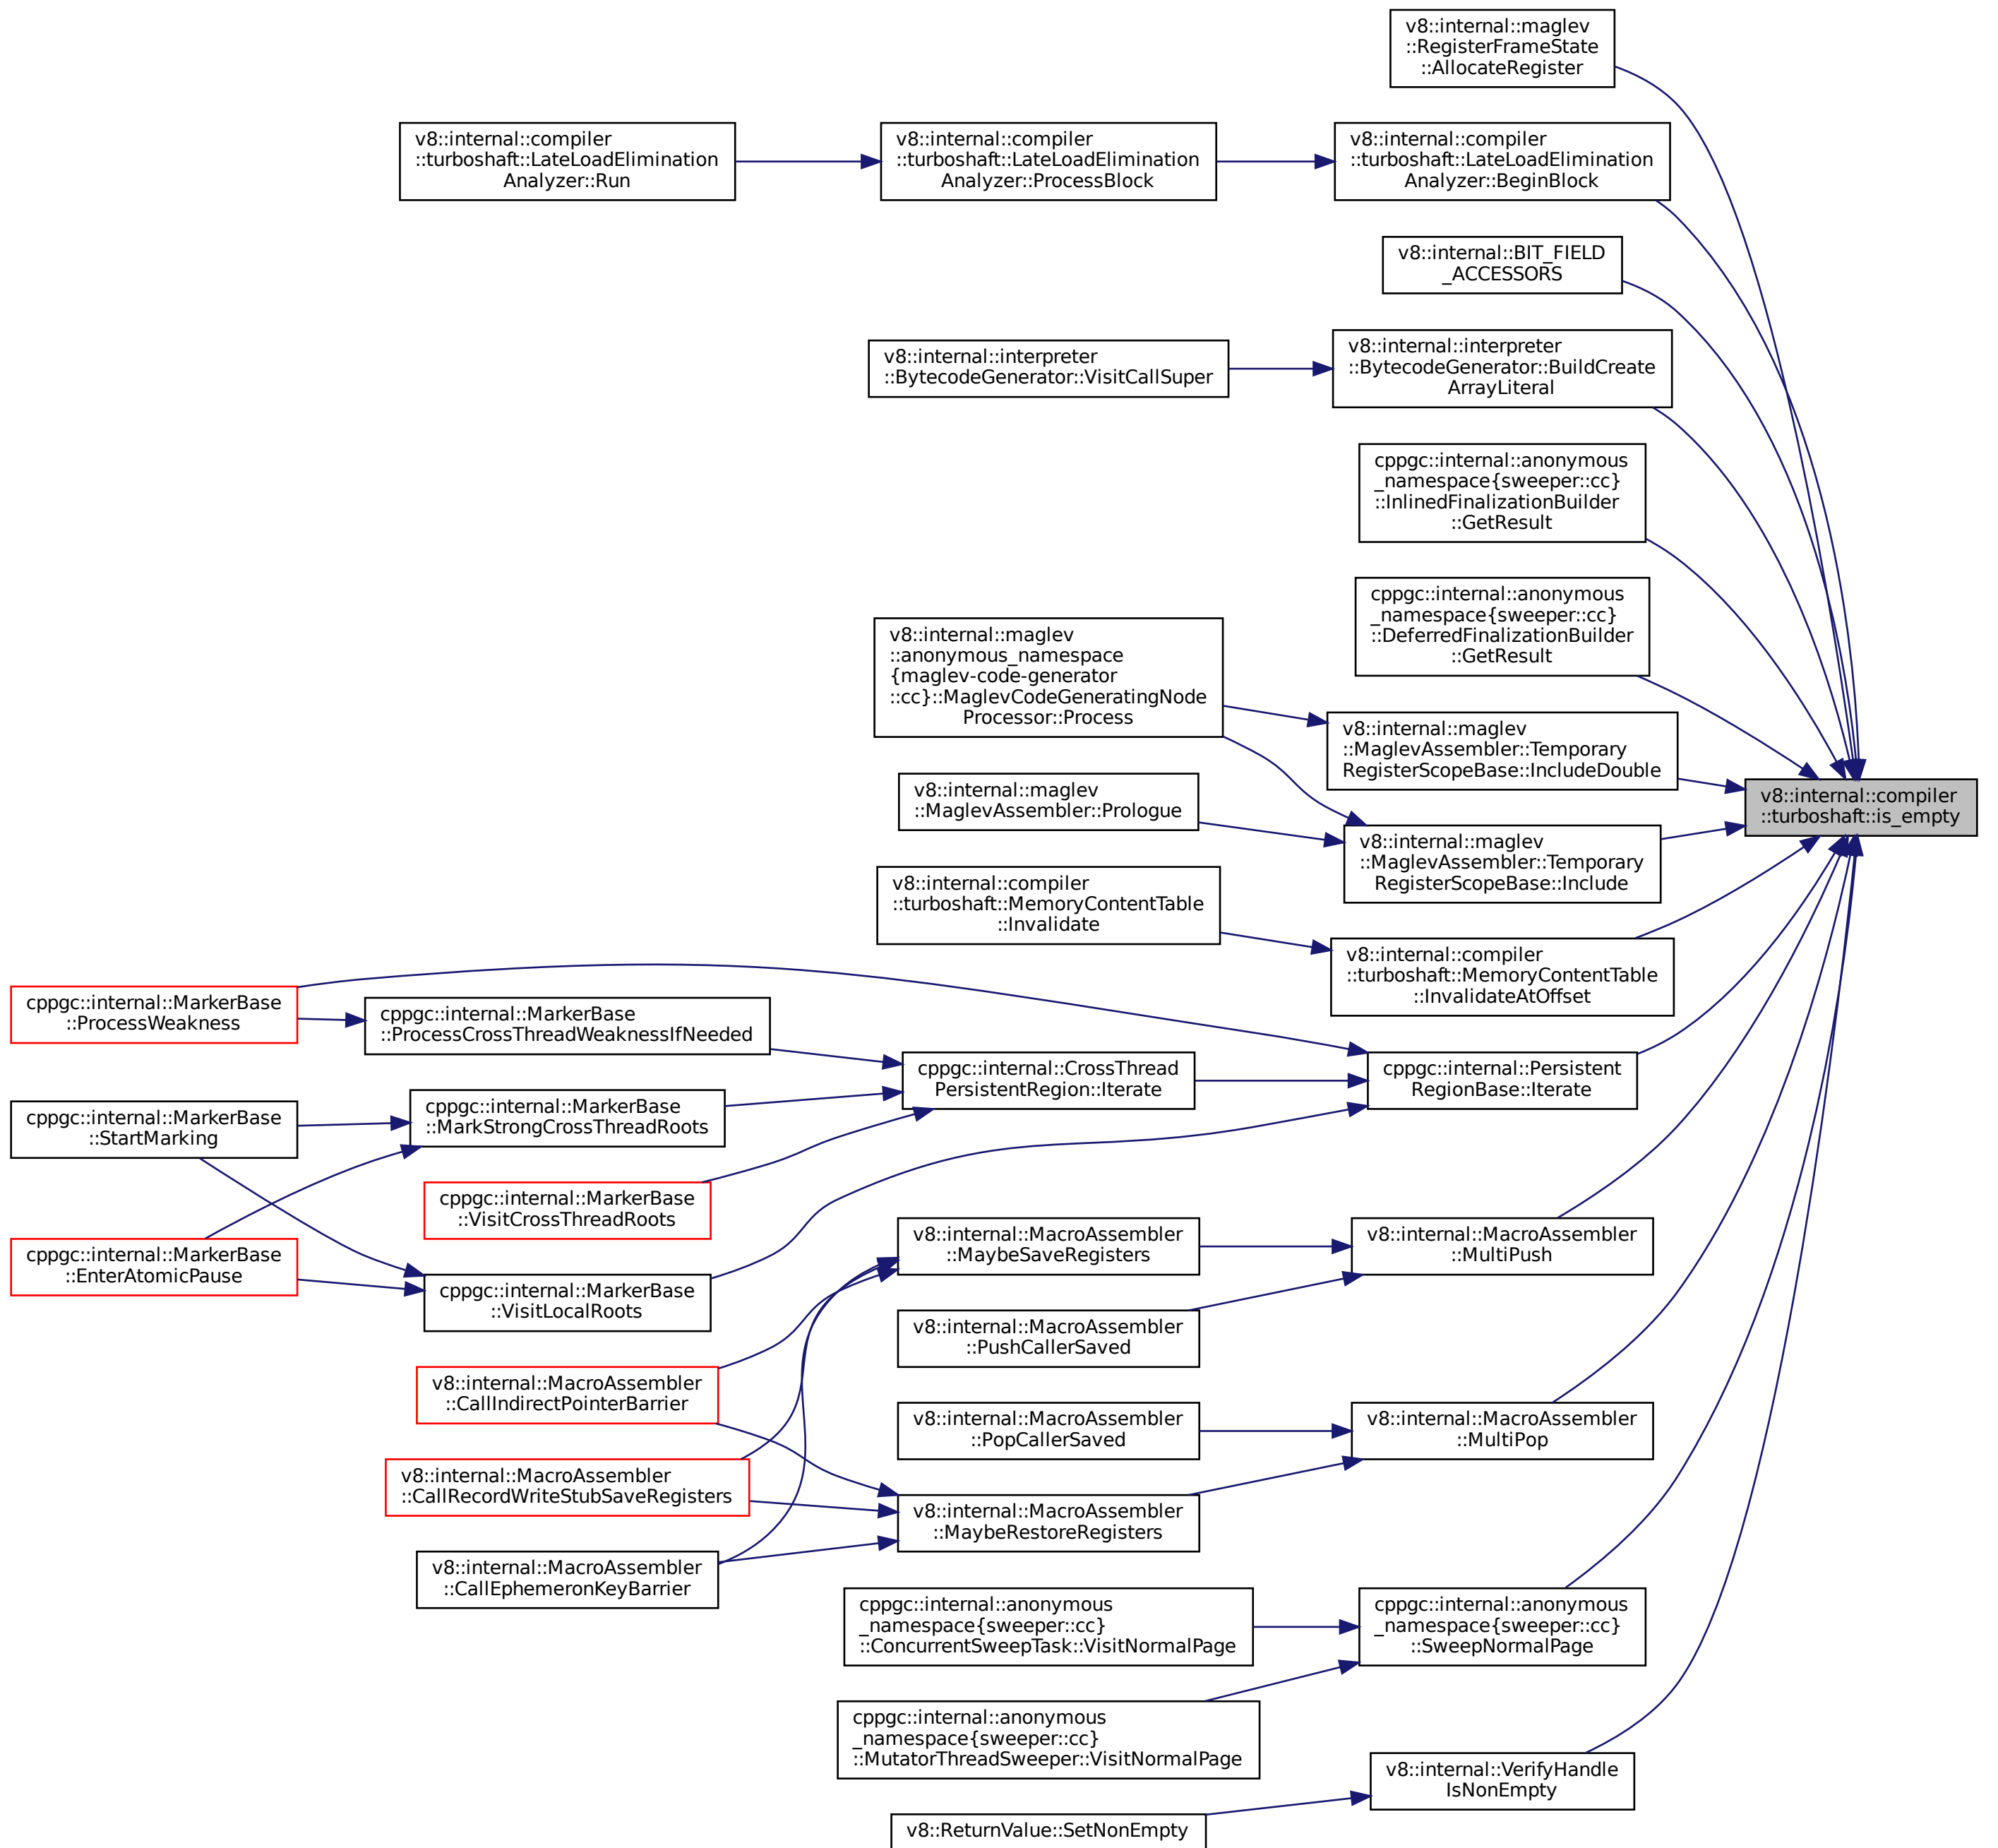 v8::internal::maglev
::RegisterFrameState
::AllocateRegister
v8::internal::compiler
::turboshaft::LateLoadElimination
Analyzer::Run
v8::internal::compiler
::turboshaft::LateLoadElimination
Analyzer::ProcessBlock
v8::internal::compiler
::turboshaft::LateLoadElimination
Analyzer::BeginBlock
v8::internal::BIT_FIELD
_ACCESSORS
v8::internal::interpreter
::BytecodeGenerator::VisitCallSuper
v8::internal::interpreter
::BytecodeGenerator::BuildCreate
ArrayLiteral
cppgc::internal::anonymous
_namespace{sweeper::cc}
::InlinedFinalizationBuilder
::GetResult
cppgc::internal::anonymous
_namespace{sweeper::cc}
::DeferredFinalizationBuilder
::GetResult
v8::internal::maglev
::anonymous_namespace
{maglev-code-generator
::cc}::MaglevCodeGeneratingNode
Processor::Process
v8::internal::maglev
::MaglevAssembler::Temporary
RegisterScopeBase::IncludeDouble
v8::internal::compiler
::turboshaft::is_empty
v8::internal::maglev
::MaglevAssembler::Prologue
v8::internal::maglev
::MaglevAssembler::Temporary
RegisterScopeBase::Include
v8::internal::compiler
::turboshaft::MemoryContentTable
::Invalidate
v8::internal::compiler
::turboshaft::MemoryContentTable
::InvalidateAtOffset
cppgc::internal::MarkerBase
::ProcessWeakness
cppgc::internal::MarkerBase
::ProcessCrossThreadWeaknessIfNeeded
cppgc::internal::CrossThread
PersistentRegion::Iterate
cppgc::internal::Persistent
RegionBase::Iterate
cppgc::internal::MarkerBase
::StartMarking
cppgc::internal::MarkerBase
::MarkStrongCrossThreadRoots
cppgc::internal::MarkerBase
::VisitCrossThreadRoots
cppgc::internal::MarkerBase
::EnterAtomicPause
cppgc::internal::MarkerBase
::VisitLocalRoots
v8::internal::MacroAssembler
::MaybeSaveRegisters
v8::internal::MacroAssembler
::MultiPush
v8::internal::MacroAssembler
::PushCallerSaved
v8::internal::MacroAssembler
::CallIndirectPointerBarrier
v8::internal::MacroAssembler
::PopCallerSaved
v8::internal::MacroAssembler
::MultiPop
v8::internal::MacroAssembler
::CallRecordWriteStubSaveRegisters
v8::internal::MacroAssembler
::MaybeRestoreRegisters
v8::internal::MacroAssembler
::CallEphemeronKeyBarrier
cppgc::internal::anonymous
_namespace{sweeper::cc}
::ConcurrentSweepTask::VisitNormalPage
cppgc::internal::anonymous
_namespace{sweeper::cc}
::SweepNormalPage
cppgc::internal::anonymous
_namespace{sweeper::cc}
::MutatorThreadSweeper::VisitNormalPage
v8::internal::VerifyHandle
IsNonEmpty
v8::ReturnValue::SetNonEmpty